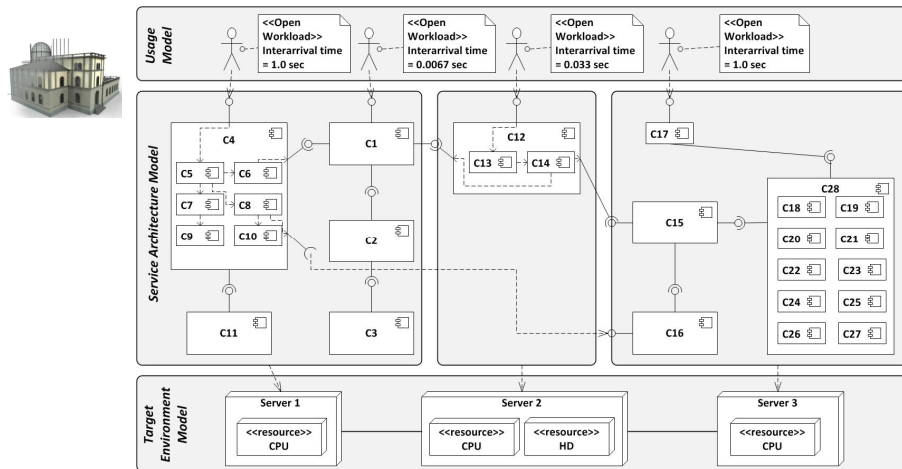 Usage Model
<<Open Workload>>
Interarrival time
= 1.0 sec
<<Open Workload>>
Interarrival time
= 0.0067 sec
<<Open Workload>>
Interarrival time
= 0.033 sec
<<Open Workload>>
Interarrival time
= 1.0 sec
Service Architecture Model
C4
C5
C6
C7
C8
C9
C10
C11
C1
C2
C3
C12
C13
C14
C15
C16
C17
C28
C18
C19
C20
C21
C22
C23
C24
C25
C26
C27
Target Environment Model
Server 1
<<resource>>
CPU
Server 2
<<resource>>
CPU
<<resource>>
HD
Server 3
<<resource>>
CPU